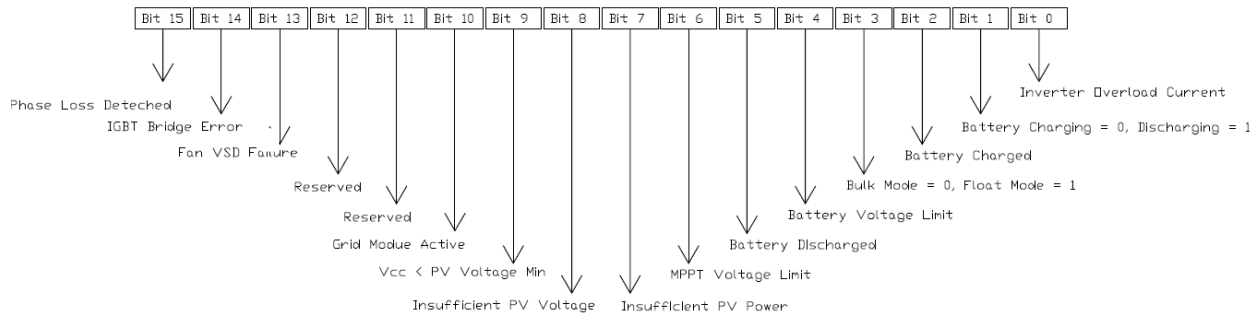 Bit 15 Bit 14 Bit 13 Bit 12 Bit 11 Bit 10 Bit 9 Bit 8 Bit 7 Bit 6 Bit 5 Bit 4 Bit 3 Bit 2 Bit 1 Bit 0
Phase Loss Deteched
IGBT Bridge Error
Fan VSD Failure
Reserved
Reserved
Grid Modue Active
Vcc < PV Voltage Min
Insufficient PV Voltage
Insufficient PV Power
MPPT Voltage Limit
Battery Discharged
Battery Voltage Limit
Bulk Mode = 0, Float Mode = 1
Battery Charged
Battery Charging = 0, Discharging = 1
Inverter Overload Current